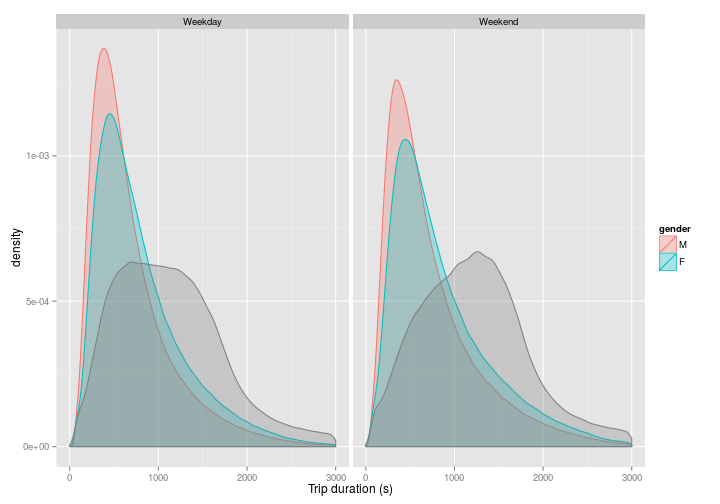 Weekday
Weekend
1e-03
5e-04
0e+00
density
0
1000
2000
3000
0
1000
2000
3000
Trip duration (s)
gender
M
F